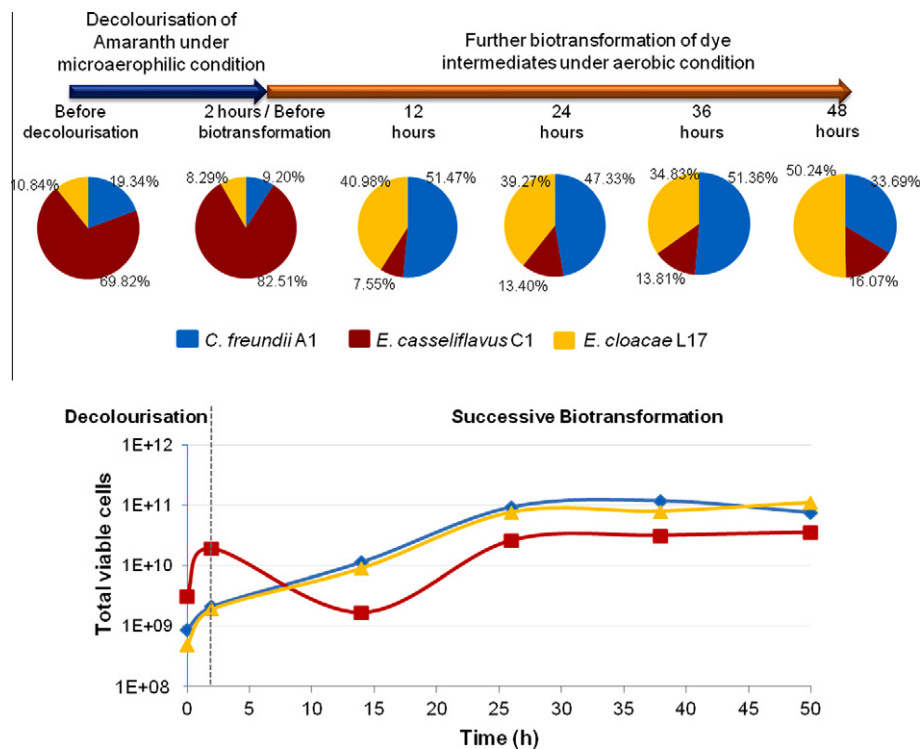 Decolourisation of
Amaranth under
microaerophilic condition
Further biotransformation of dye
intermediates under aerobic condition
Before
decolourisation
2 hours / Before
biotransformation
12
hours
24
hours
36
hours
48
hours
10.84%
19.34%
69.82%
8.29%
9.20%
82.51%
40.98%
51.47%
7.55%
39.27%
47.33%
13.40%
34.83%
51.36%
13.81%
50.24%
33.69%
16.07%
C. freundii A1
E. casseliflavus C1
E. cloacae L17
Decolourisation
Successive Biotransformation
Total viable cells
1E+12
1E+11
1E+10
1E+09
1E+08
0 5 10 15 20 25 30 35 40 45 50
Time (h)